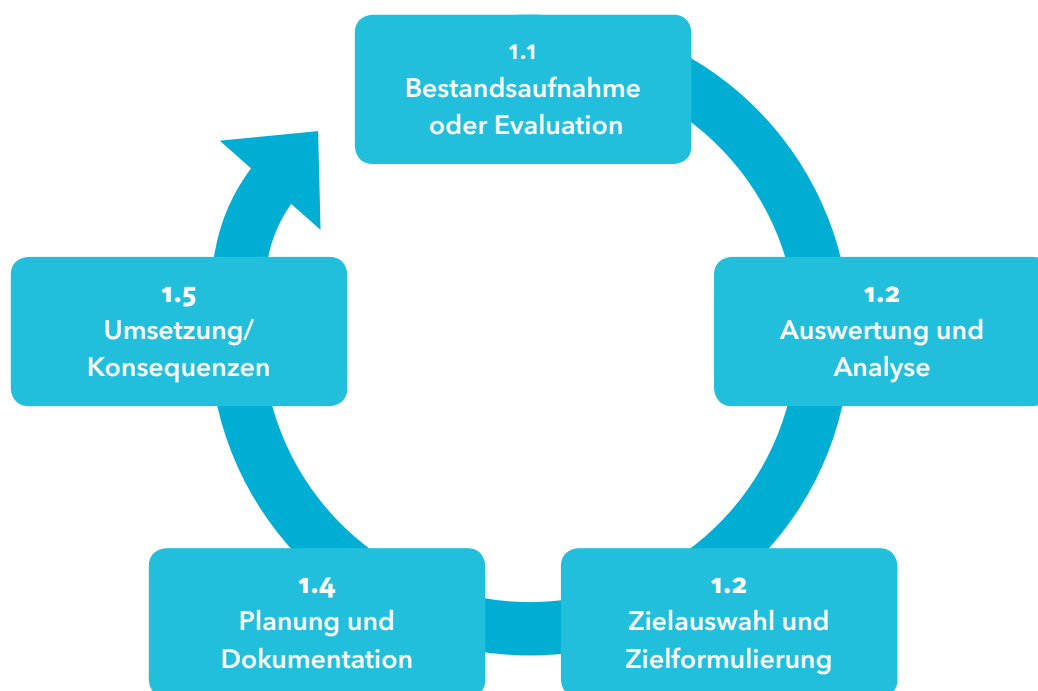 1.1
Bestandsaufnahme
oder Evaluation
1.2
Auswertung und
Analyse
1.2
Zielauswahl und
Zielformulierung
1.4
Planung und
Dokumentation
1.5
Umsetzung/
Konsequenzen